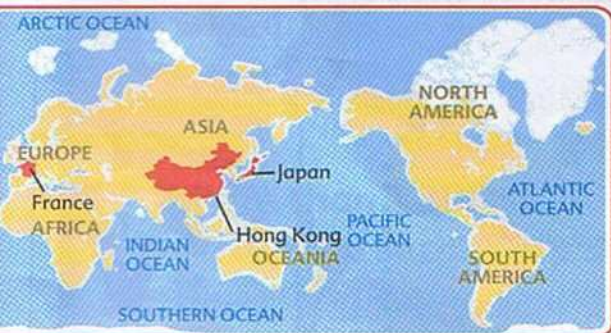 ARCTIC OCEAN
NORTH
AMERICA
ASIA
EUROPE
Japan
France
ATLANTIC
OCEAN
AFRICA
PACIFIC
OCEAN
INDIAN
OCEAN
Hong Kong
OCEANIA
SOUTH
AMERICA
SOUTHERN OCEAN